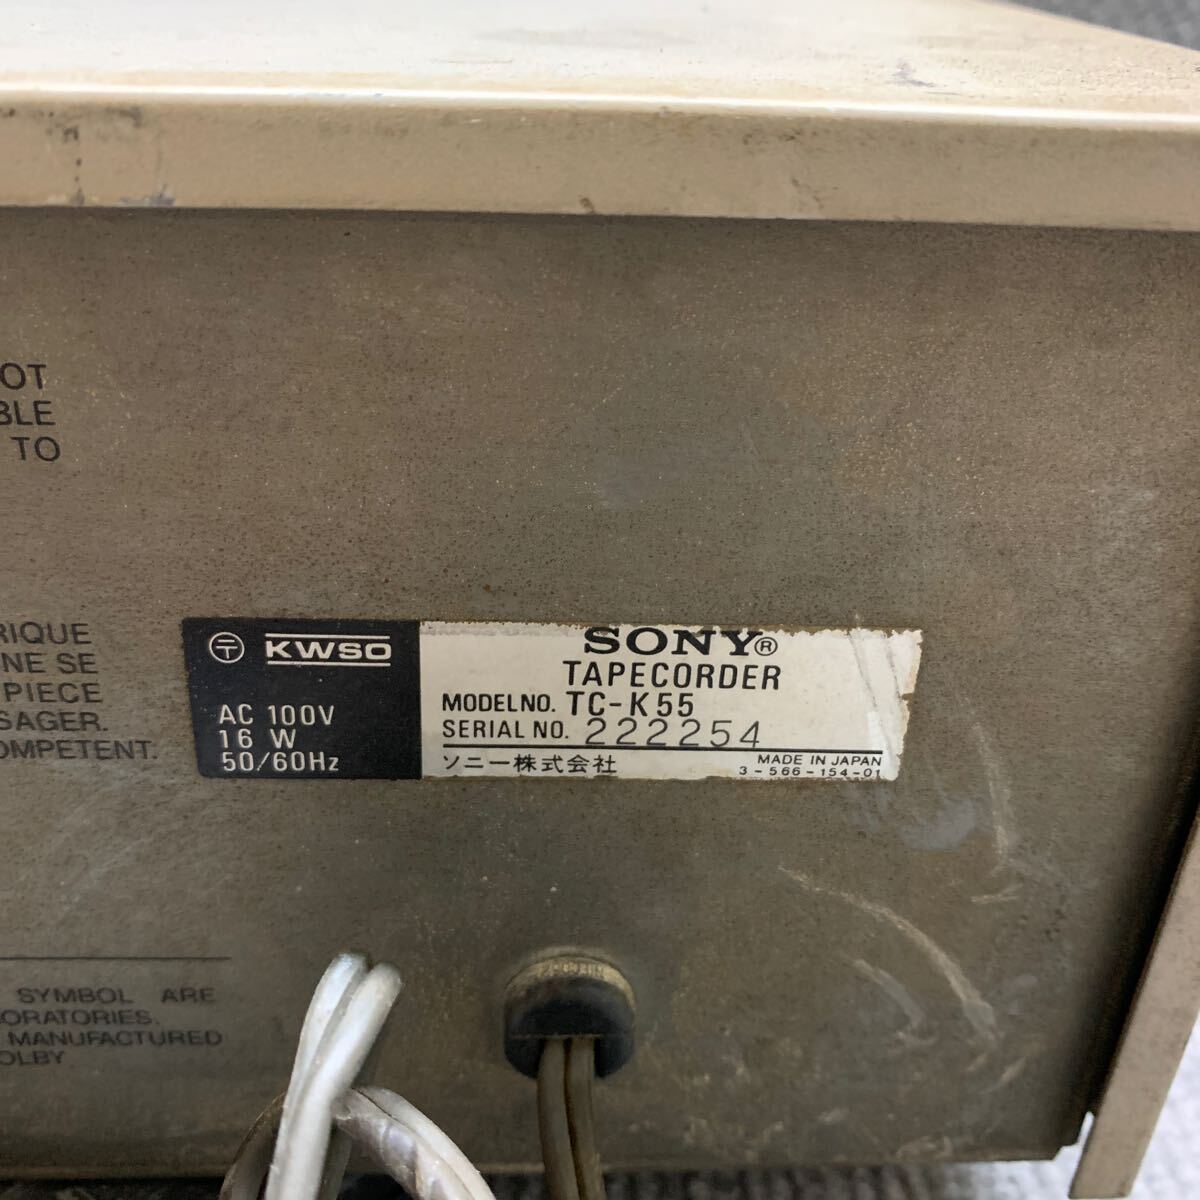 OT
BLE
TO
RIQUE
NE SE
PIECE
SAGER.
OMPETENT.
〒 KWSO
AC 100V
16 W
50/60Hz
SONY®
TAPECORDER
MODEL NO. TC-K55
SERIAL NO. 222254
ソニー株式会社
MADE IN JAPAN
3-566-154-01
SYMBOL ARE
ORATORIES.
MANUFACTURED
OLBY